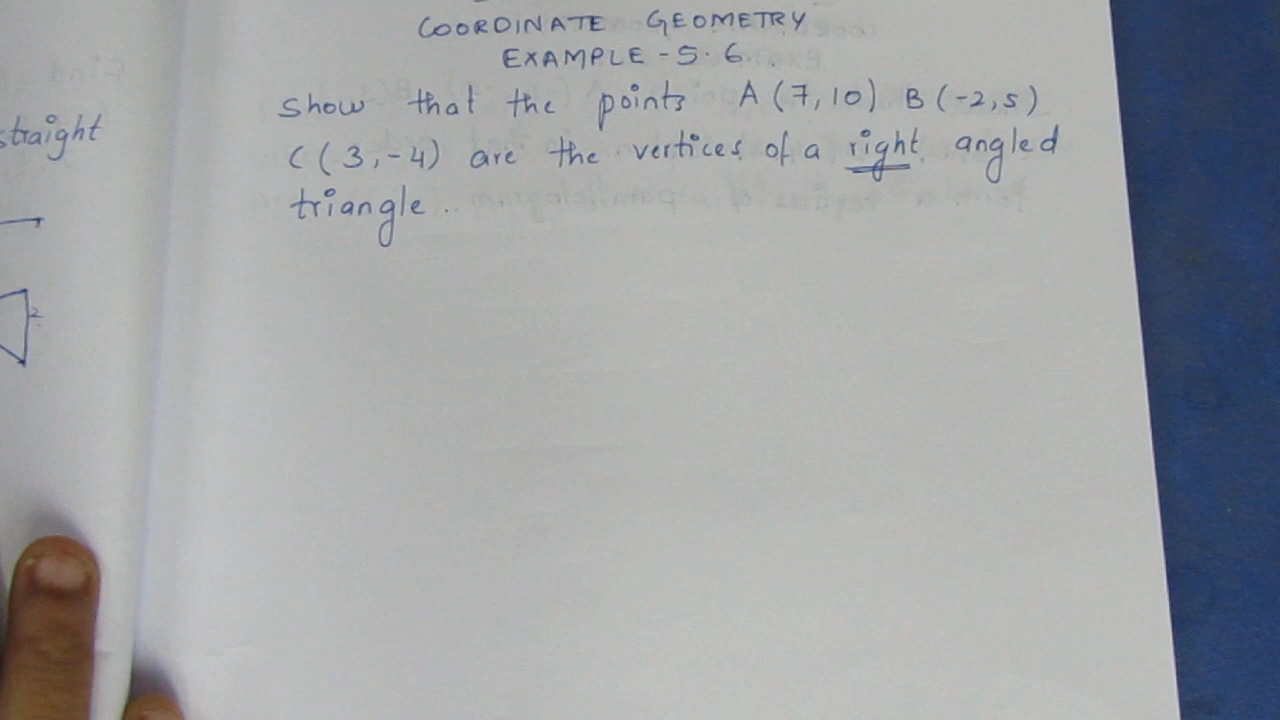 COORDINATE GEOMETRY
EXAMPLE - 5.6
show that the points A (7,10) B (-2,5)
straight
C ( 3,-4) are the vertices of a right angled
triangle ..